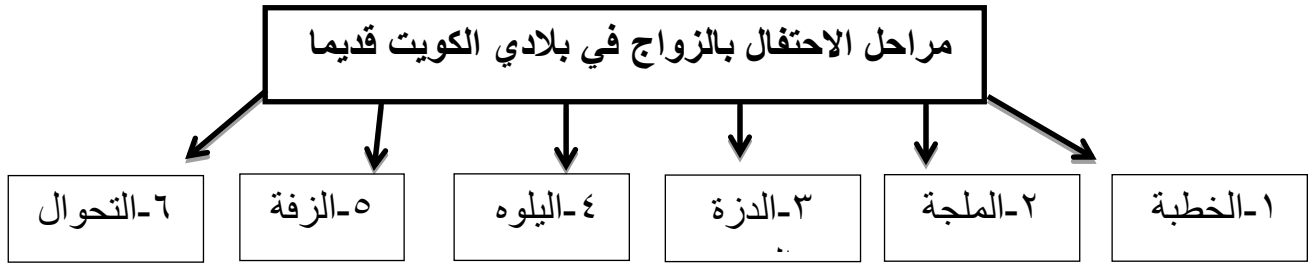 مراحل الاحتفال بالزواج في بلادي الكويت قديما
١-الخطبة
٢-الملجة
٣-الدزة
٤-اليلوه
٥-الزفة
٦-التحوال